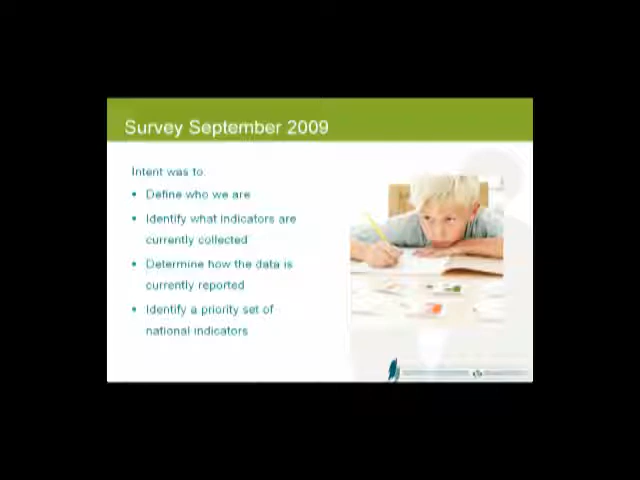 Survey September 2009
Intent was to:
• Define who we are
• Identify what indicators are
currently collected
• Determine how the data is
currently reported
• Identify a priority set of
national indicators